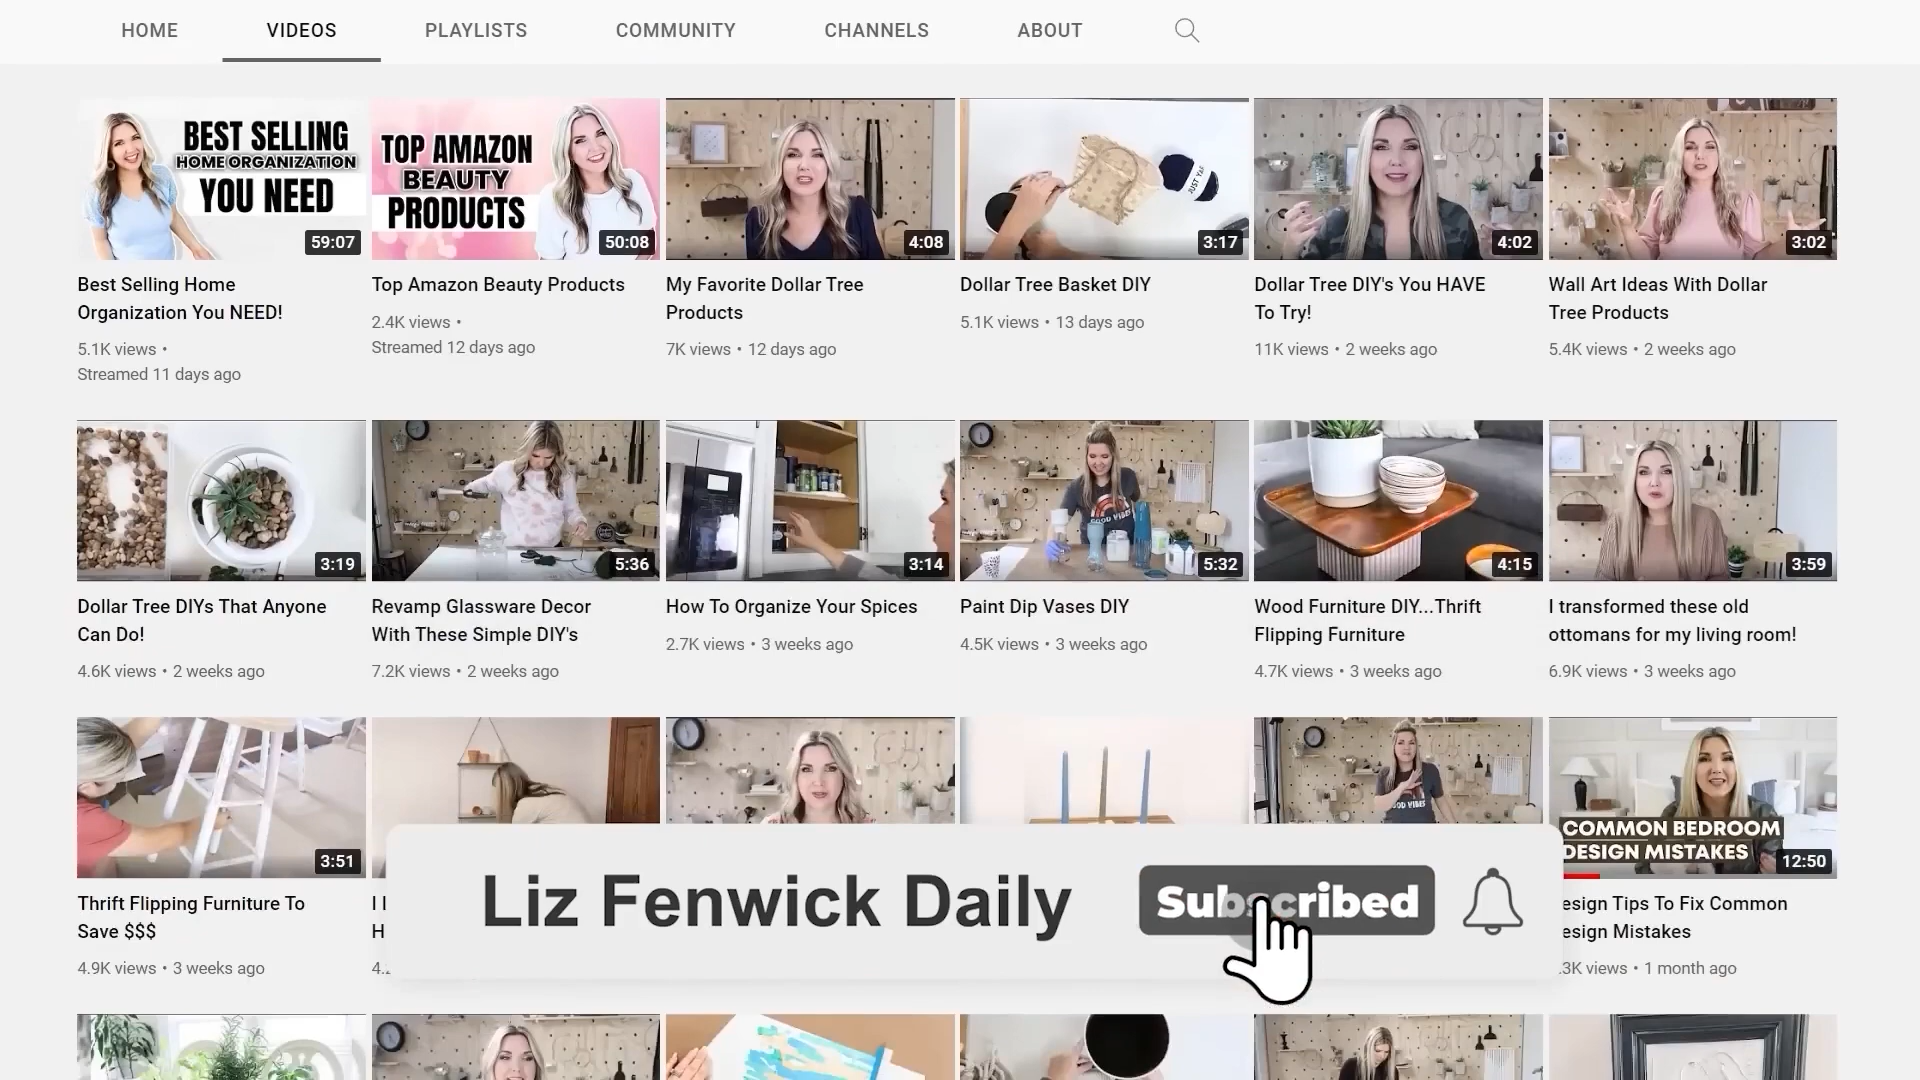 HOME
VIDEOS
PLAYLISTS
COMMUNITY
CHANNELS
ABOUT
BEST SELLING
HOME ORGANIZATION
YOU NEED
59:07
TOP AMAZON
BEAUTY
PRODUCTS
50:08
4:08
JUST
3:17
4:02
3:02
Best Selling Home
Organization You NEED!
5.1K views •
Streamed 11 days ago
Top Amazon Beauty Products
2.4K views •
Streamed 12 days ago
My Favorite Dollar Tree
Products
7K views • 12 days ago
Dollar Tree Basket DIY
5.1K views • 13 days ago
Dollar Tree DIY's You HAVE
To Try!
11K views • 2 weeks ago
Wall Art Ideas With Dollar
Tree Products
5.4K views • 2 weeks ago
3:19
5:36
3:14
GOOD VIBES
5:32
4:15
3:59
Dollar Tree DIYs That Anyone
Can Do!
4.6K views • 2 weeks ago
Revamp Glassware Decor
With These Simple DIY's
7.2K views • 2 weeks ago
How To Organize Your Spices
2.7K views • 3 weeks ago
Paint Dip Vases DIY
4.5K views • 3 weeks ago
Wood Furniture DIY...Thrift
Flipping Furniture
4.7K views • 3 weeks ago
I transformed these old
ottomans for my living room!
6.9K views • 3 weeks ago
3:51
GOOD VIBES
COMMON BEDROOM
DESIGN MISTAKES
12:50
Thrift Flipping Furniture To
Save $$$
4.9K views • 3 weeks ago
Liz Fenwick Daily
Subscribed
esign Tips To Fix Common
esign Mistakes
.3K views • 1 month ago